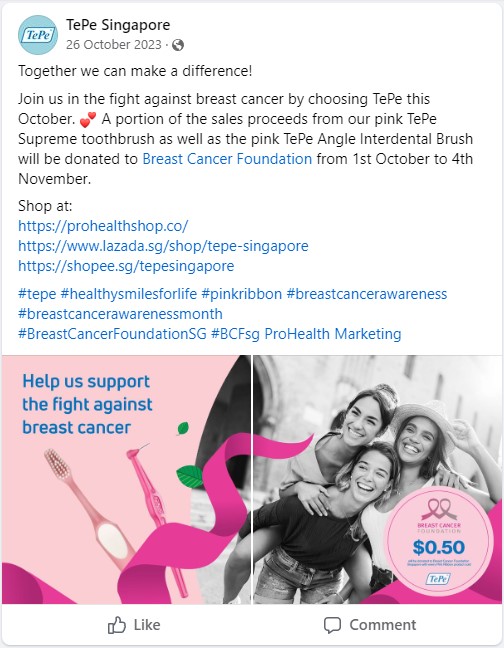 TePe
TePe Singapore
26 October 2023 ·
Together we can make a difference!
Join us in the fight against breast cancer by choosing TePe this
October. 💕 A portion of the sales proceeds from our pink TePe
Supreme toothbrush as well as the pink TePe Angle Interdental Brush
will be donated to Breast Cancer Foundation from 1st October to 4th
November.
Shop at:
https://prohealthshop.co/
https://www.lazada.sg/shop/tepe-singapore
https://shopee.sg/tepesingapore
#tepe #healthysmilesforlife #pinkribbon #breastcancerawareness
#breastcancerawarenessmonth
#BreastCancerFoundationSG #BCFsg ProHealth Marketing
Help us support
the fight against
breast cancer
BREAST CANCER
FOUNDATION
$0.50
TePe
Like
Comment